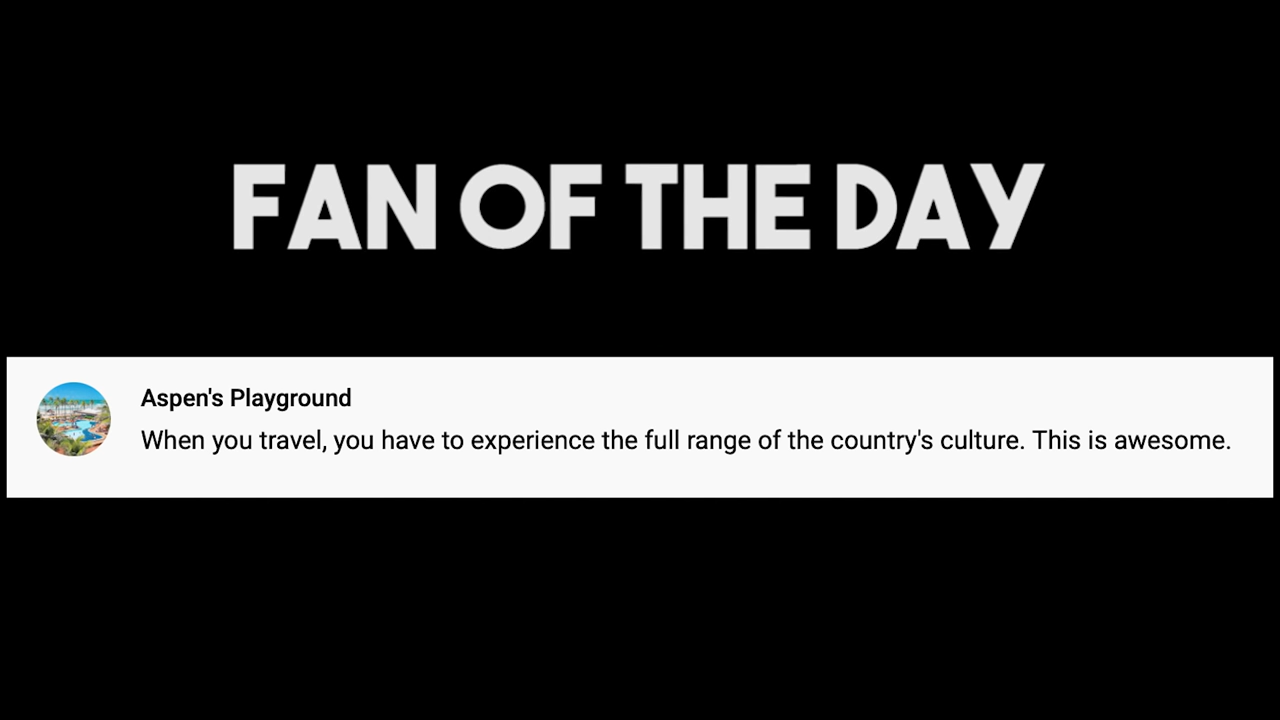 FAN OF THE DAY
Aspen's Playground
When you travel, you have to experience the full range of the country's culture. This is awesome.